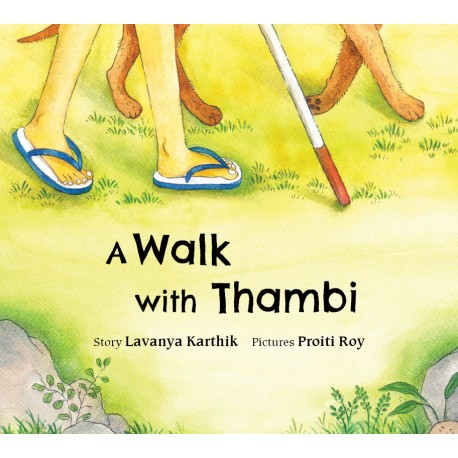 A Walk
with Thambi
Story Lavanya Karthik Pictures Proiti Roy